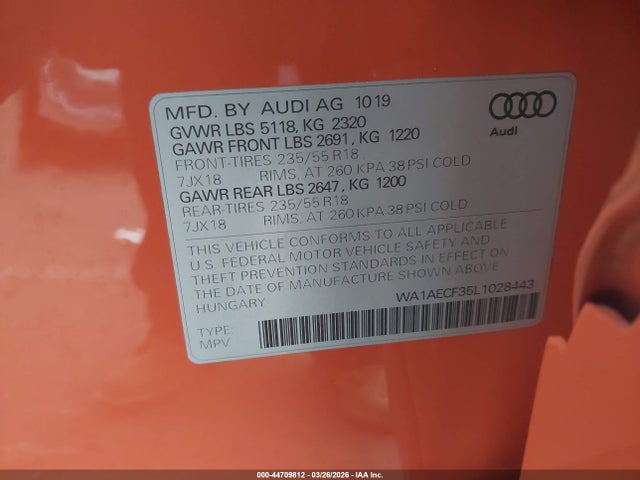 MFD. BY AUDI AG 1019
GVWR LBS 5118, KG 2320
GAWR FRONT LBS 2691, KG 1220
FRONT-TIRES 235/55 R18
7JX18 RIMS, AT 260 KPA 38 PSI COLD
GAWR REAR LBS 2647, KG 1200
REAR-TIRES 235/55 R18
7JX18 RIMS, AT 260 KPA 38 PSI COLD
Audi
THIS VEHICLE CONFORMS TO ALL APPLICABLE
U.S. FEDERAL MOTOR VEHICLE SAFETY AND
THEFT PREVENTION STANDARDS IN EFFECT ON
THE DATE OF MANUFACTURE SHOWN ABOVE
HUNGARY
WA1AECF35L1028443
TYPE:
MPV
000-44709812 — 03/26/2026 — IAA Inc.